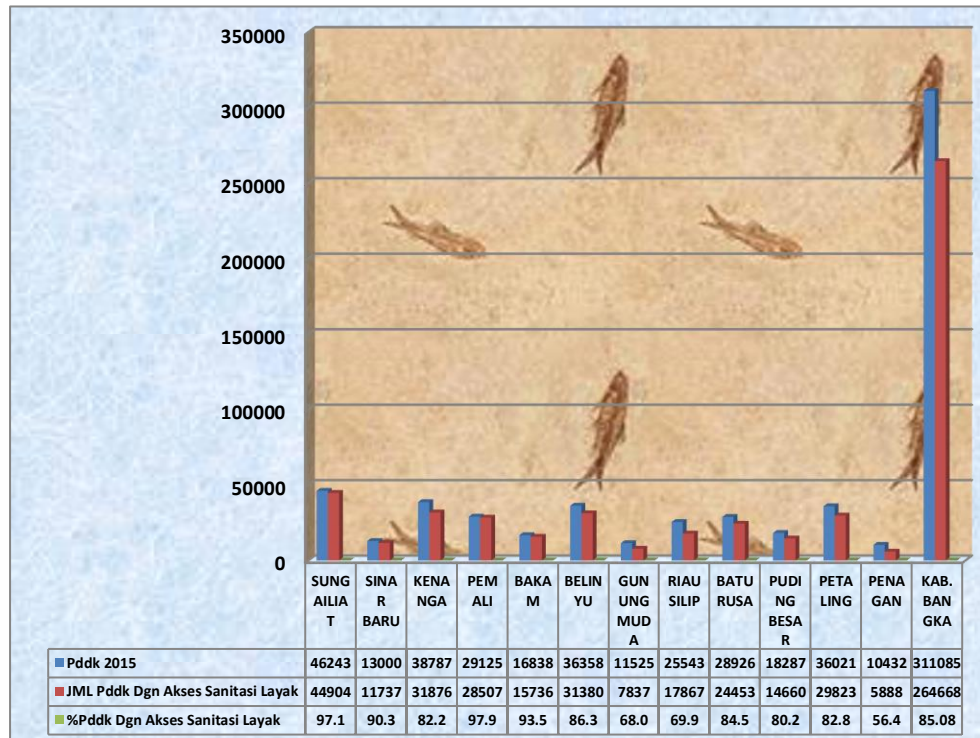 350000
300000
250000
200000
150000
100000
50000
0
SUNG SINA KENA PEM BAKA BELIN GUN RIAU BATU PUDI PETA PENA KAB.
AILIA R NGA ALI M YU UNG SILIP RUSA NG LING GAN BAN
T BARU MUD BESA GKA
A R
Pddk 2015 46243 13000 38787 29125 16838 36358 11525 25543 28926 18287 36021 10432 311085
JML Pddk Dgn Akses Sanitasi Layak 44904 11737 31876 28507 15736 31380 7837 17867 24453 14660 29823 5888 264668
%Pddk Dgn Akses Sanitasi Layak 97.1 90.3 82.2 97.9 93.5 86.3 68.0 69.9 84.5 80.2 82.8 56.4 85.08